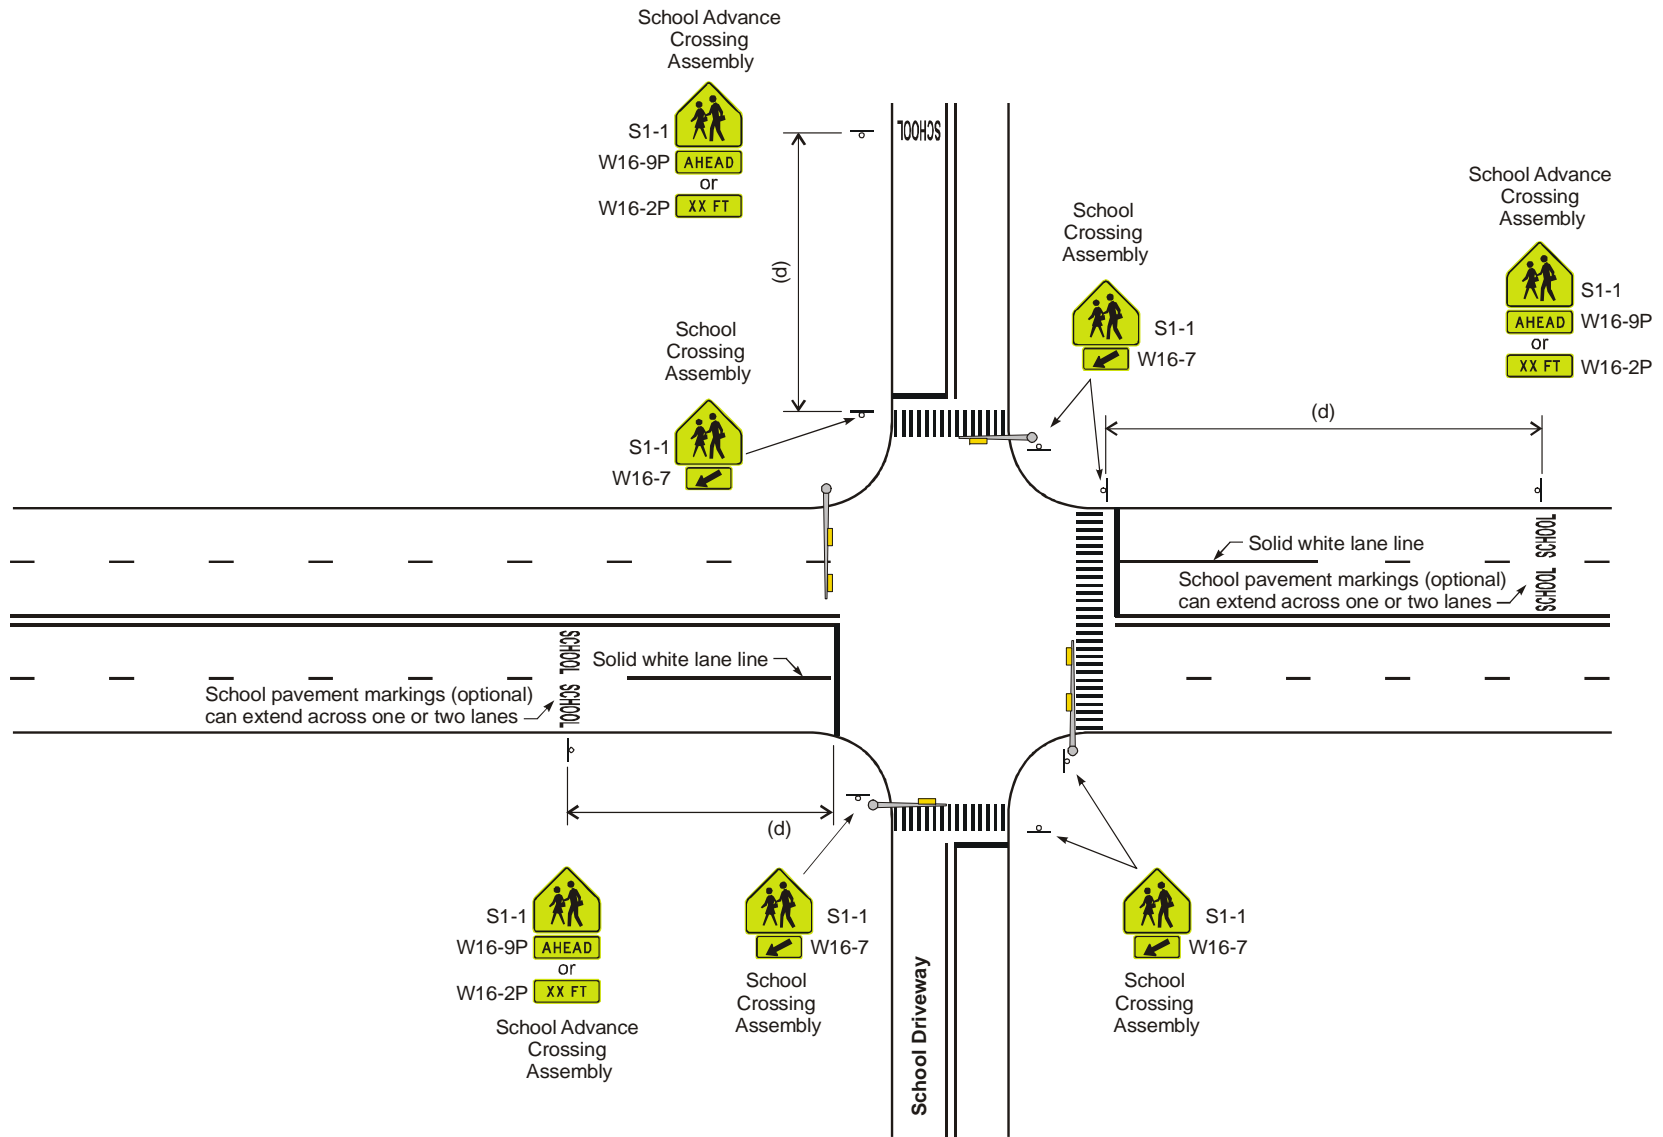 School Advance
Crossing
Assembly
S1-1
W16-9P
AHEAD
or
W16-2P
XX FT
SCHOOL
(d)
School
Crossing
Assembly
S1-1
W16-7
School
Crossing
Assembly
S1-1
W16-7
School Advance
Crossing
Assembly
S1-1
AHEAD
W16-9P
or
XX FT
W16-2P
(d)
Solid white lane line
School pavement markings (optional)
can extend across one or two lanes
SCHOOL
SCHOOL
SCHOOL
SCHOOL
Solid white lane line
School pavement markings (optional)
can extend across one or two lanes
(d)
S1-1
W16-9P
AHEAD
or
W16-2P
XX FT
School Advance
Crossing
Assembly
S1-1
W16-7
School
Crossing
Assembly
School Driveway
S1-1
W16-7
School
Crossing
Assembly